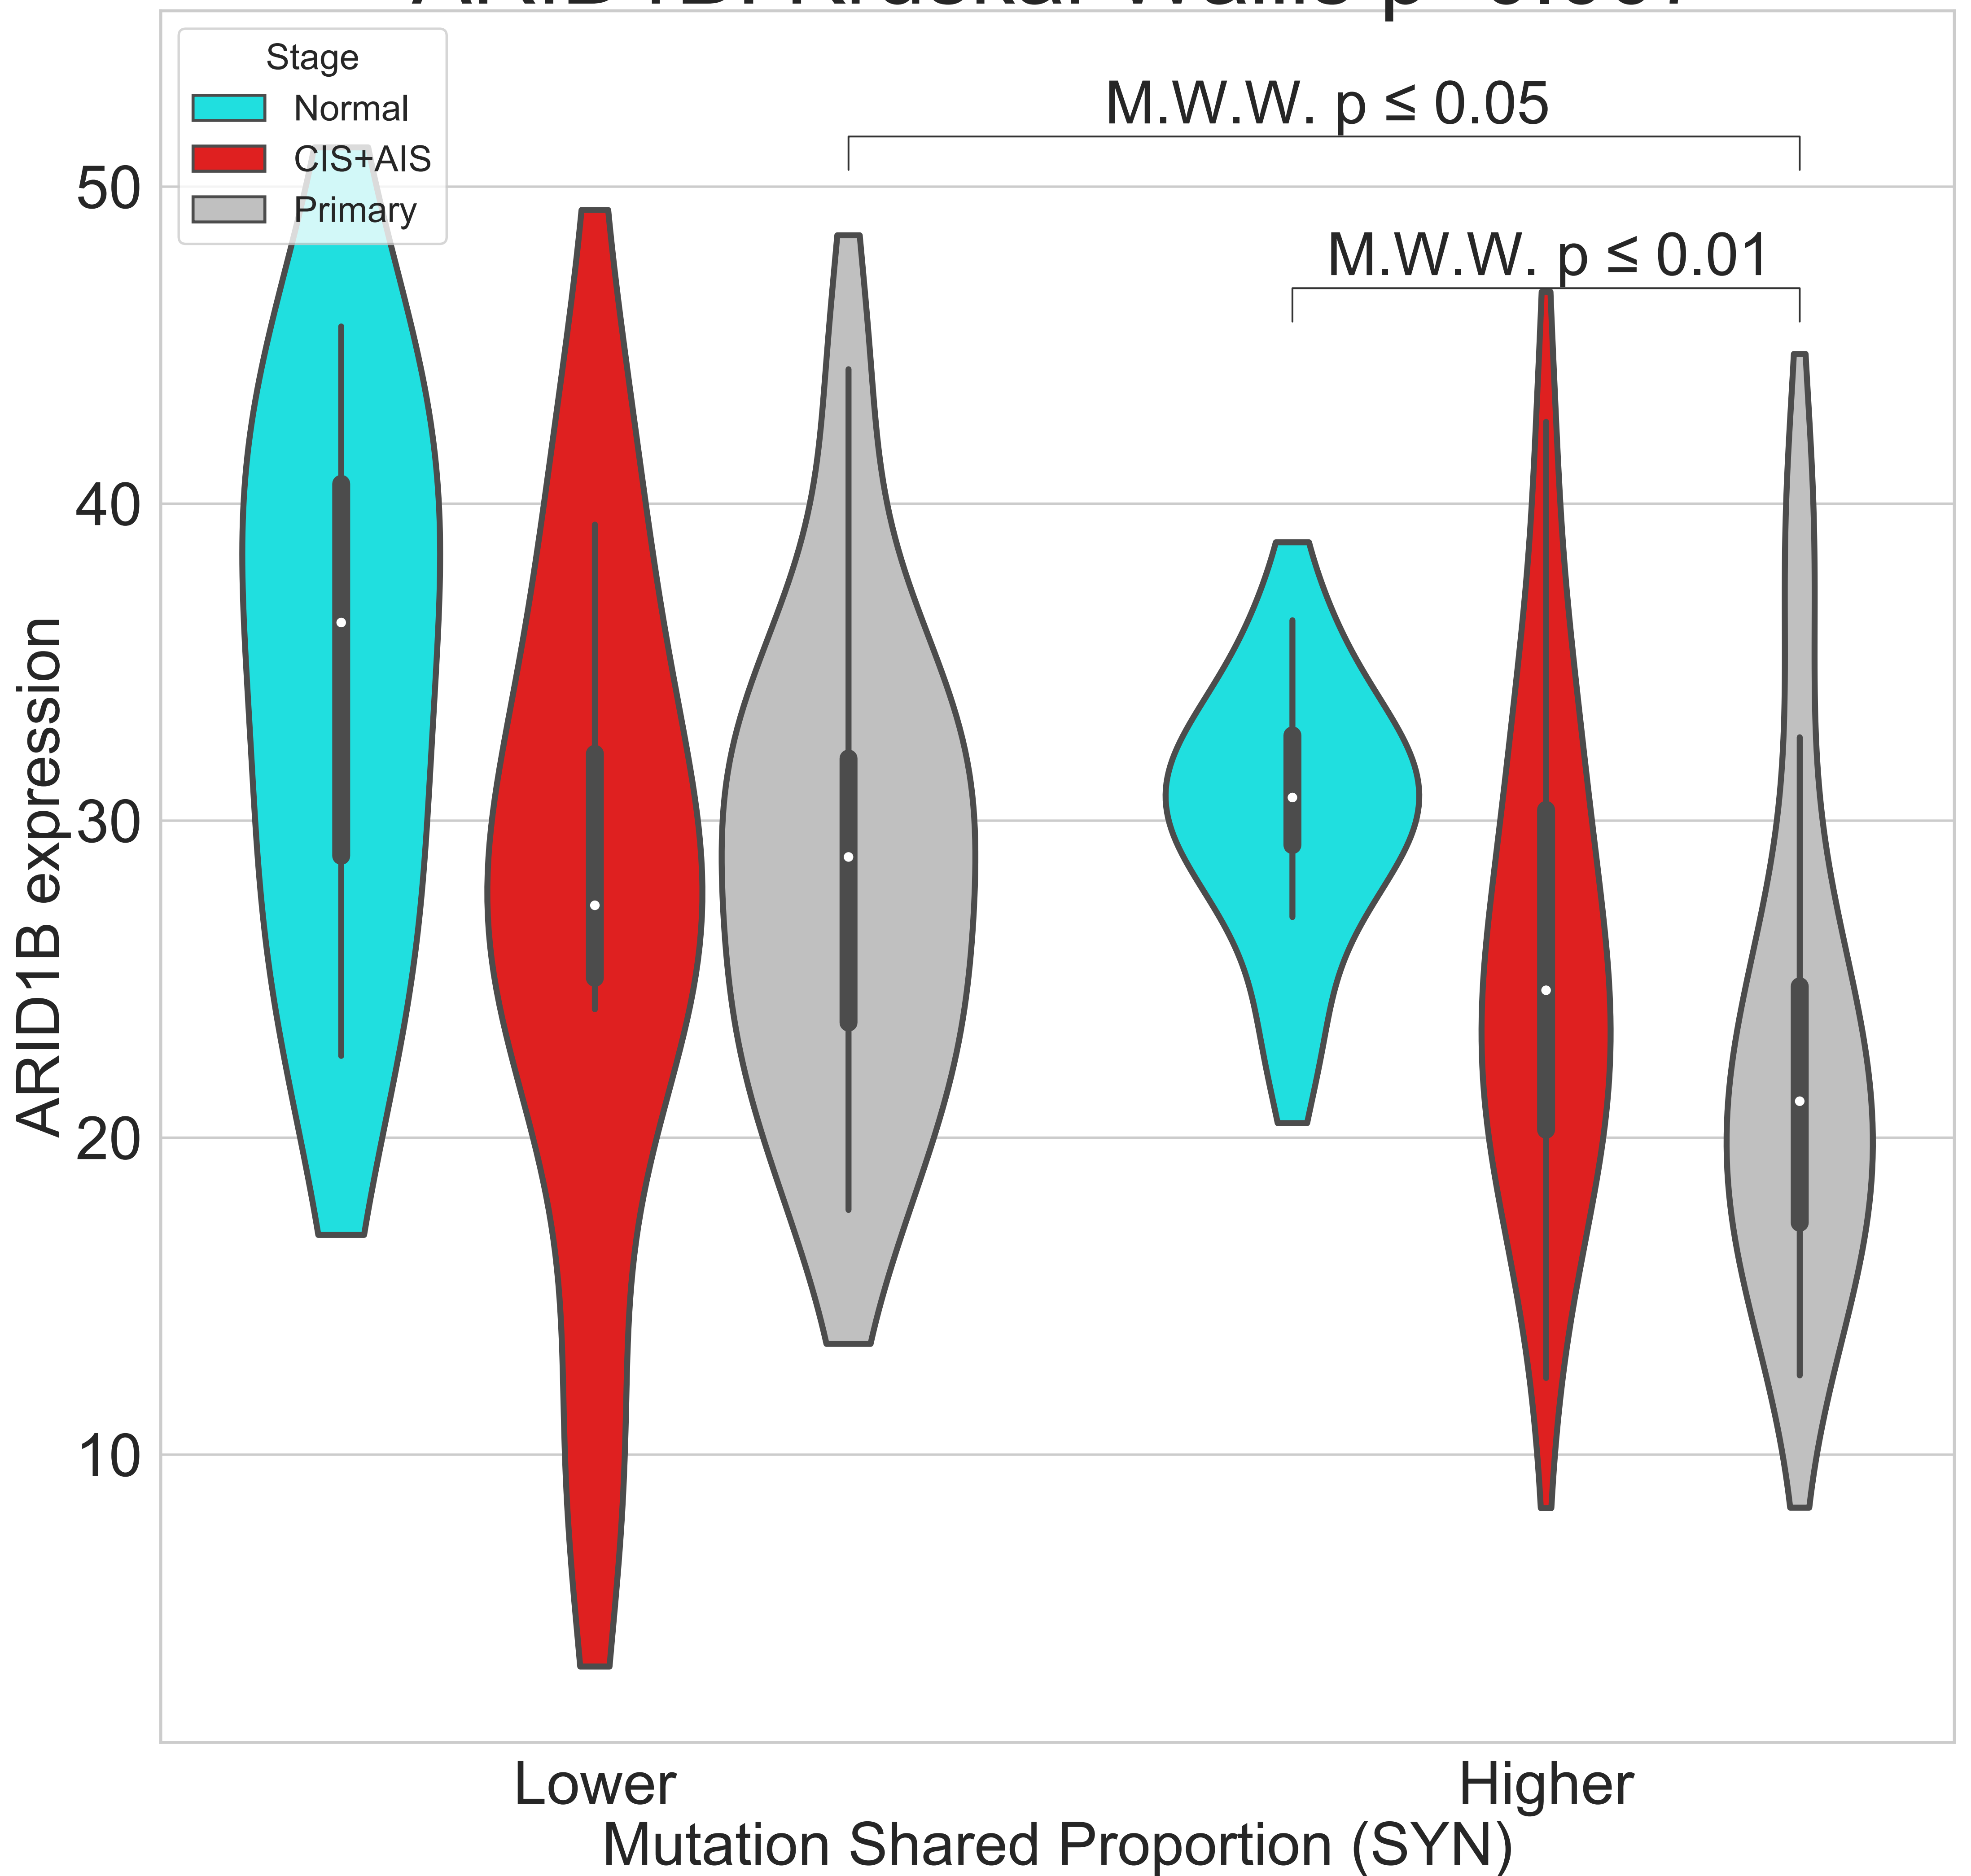 Stage
Normal
CIS+AIS
Primary
M.W.W. p ≤ 0.05
M.W.W. p ≤ 0.01
50
40
30
20
10
ARID1B expression
Lower
Higher
Mutation Shared Proportion (SYN)